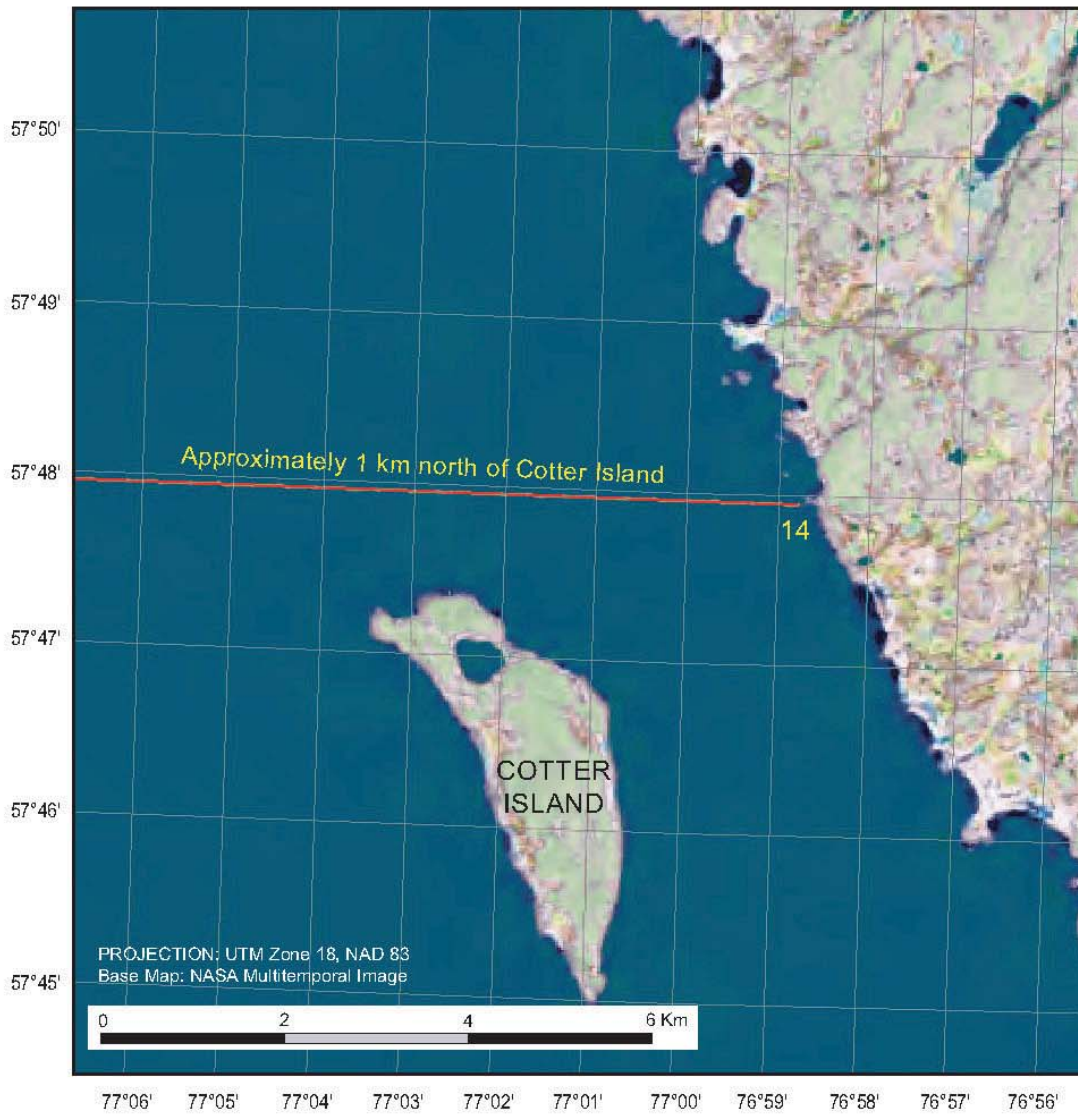 57°50'
57°49'
57°48'
Approximately 1 km north of Cotter Island
14
57°47'
COTTER
ISLAND
57°46'
PROJECTION: UTM Zone 18, NAD 83
Base Map: NASA Multitemporal Image
57°45'
0 2 4 6 Km
77°06' 77°05' 77°04' 77°03' 77°02' 77°01' 77°00' 76°59' 76°58' 76°57' 76°56'